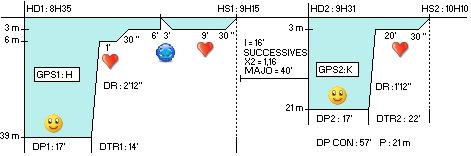 HD1: 8H35
HS1: 9H15
HD2: 9H31
HS2: 10H10
3 m
6 m
1'
30 "
6'
3'
9'
30 "
I = 16'
SUCCESSIVES
X2 = 1,16
MAJO = 40'
3 m
20'
30 "
GPS1: H
DR : 2'12"
GPS2:K
DR : 1'12"
21 m
39 m
DP1 : 17'
DTR1 : 14'
DP2 : 17'
DTR2 : 22'
DP CON : 57'
P : 21m